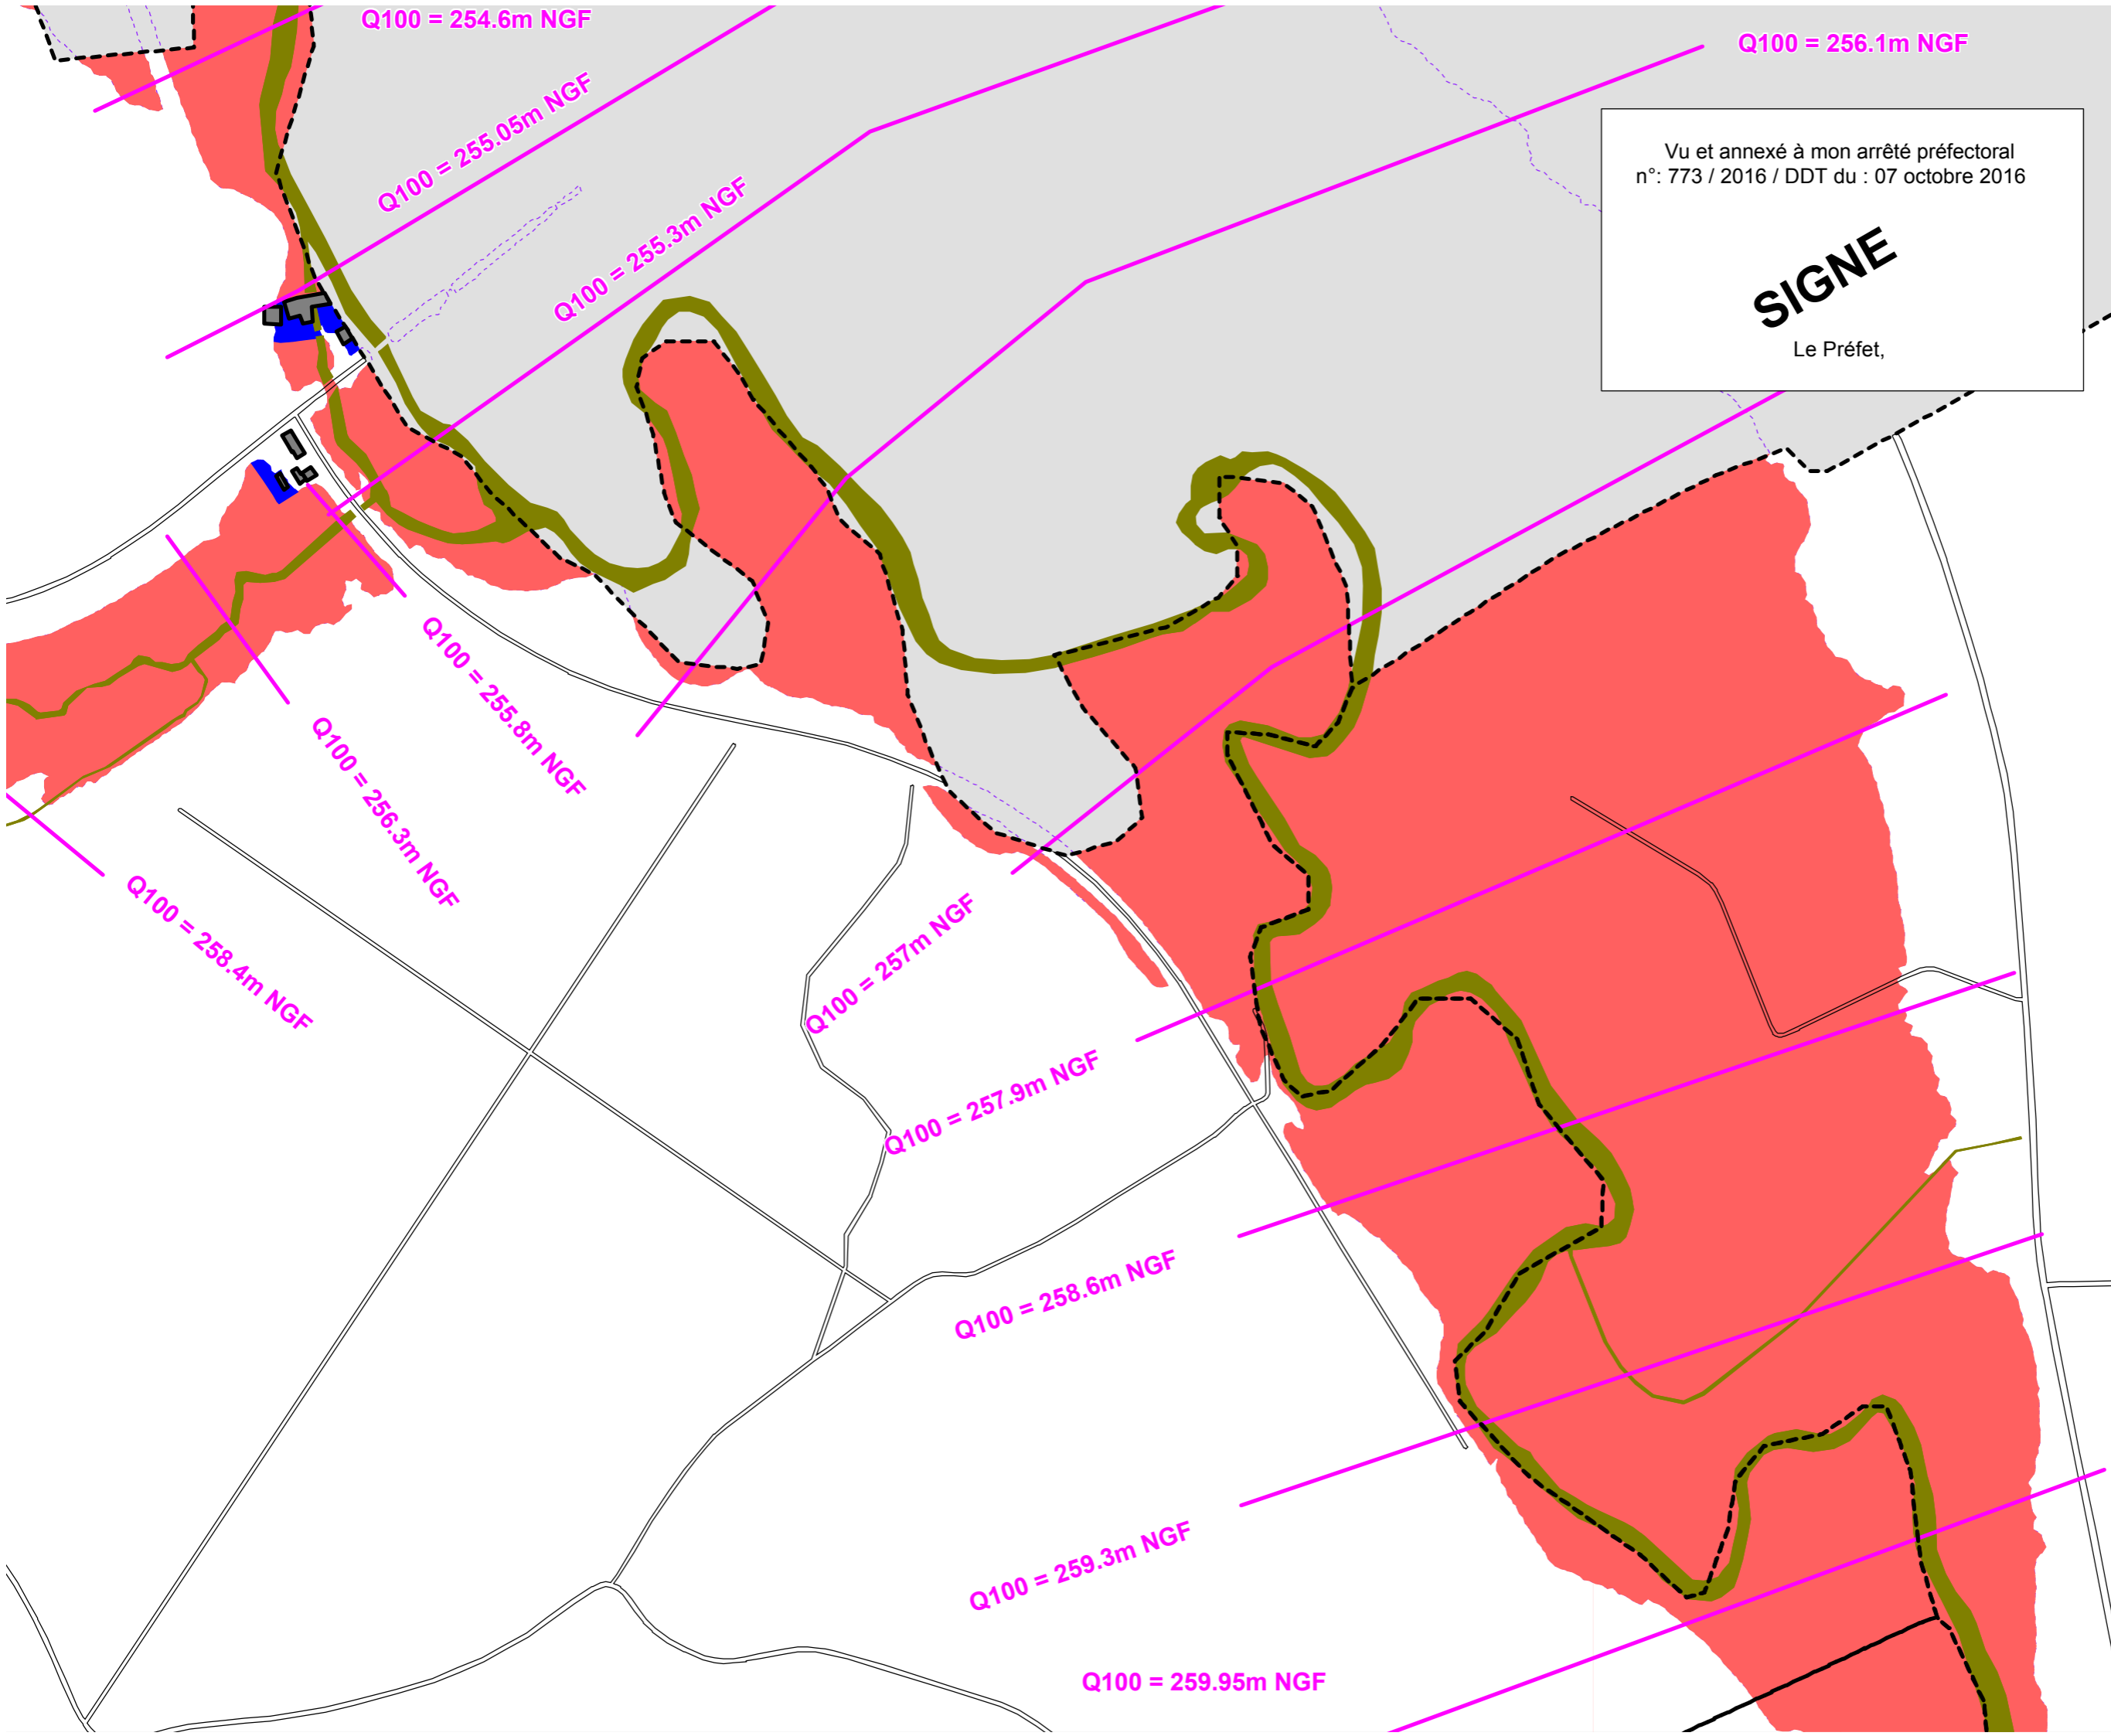 Q100 = 254.6m NGF
Q100 = 256.1m NGF
Q100 = 255.05m NGF
Q100 = 255.3m NGF
Vu et annexé à mon arrêté préfectoral
n°: 773 / 2016 / DDT du : 07 octobre 2016
SIGNE
Le Préfet,
Q100 = 255.8m NGF
Q100 = 256.3m NGF
Q100 = 258.4m NGF
Q100 = 257m NGF
Q100 = 257.9m NGF
Q100 = 258.6m NGF
Q100 = 259.3m NGF
Q100 = 259.95m NGF